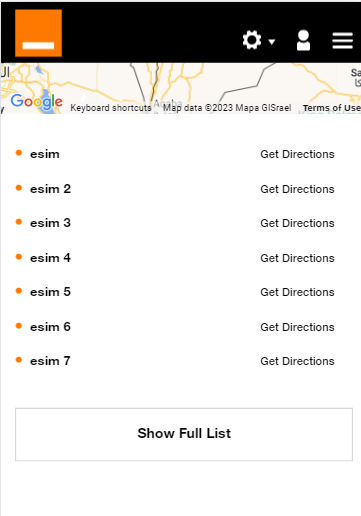 Google Keyboard shortcuts Map data ©2023 Mapa GISrael Terms of Use
esim Get Directions
esim 2 Get Directions
esim 3 Get Directions
esim 4 Get Directions
esim 5 Get Directions
esim 6 Get Directions
esim 7 Get Directions
Show Full List